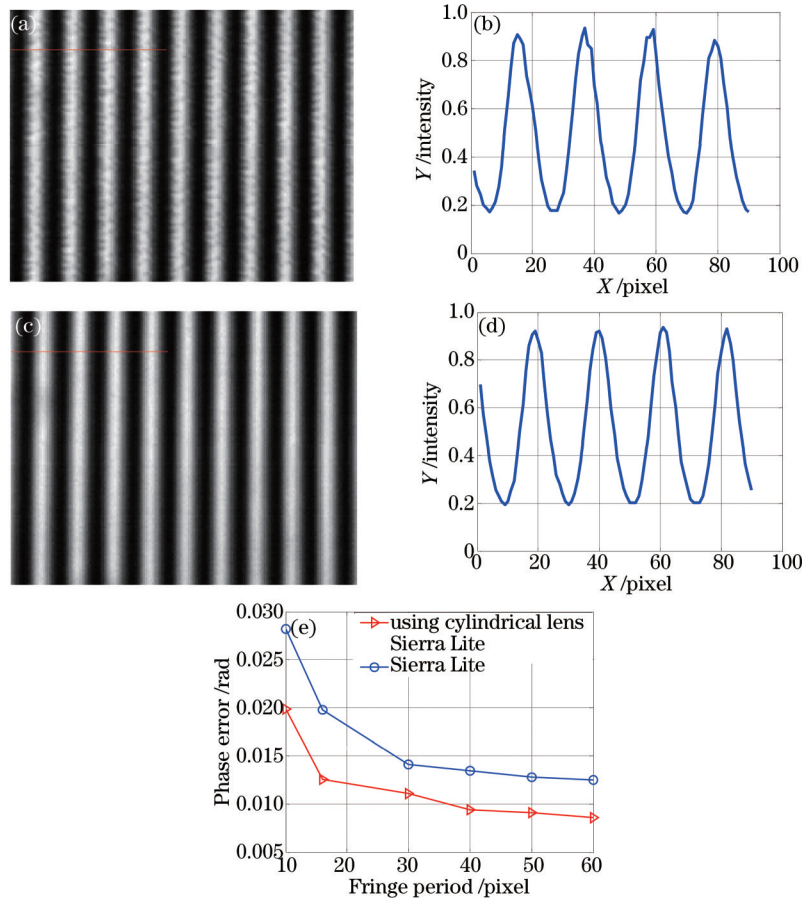 (a)
(b)
1.0
0.8
0.6
0.4
0.2
0
Y/intensity
0
20
40
60
80
100
X/pixel
(c)
(d)
1.0
0.8
0.6
0.4
0.2
0
Y/intensity
0
20
40
60
80
100
X/pixel
(e)
0.030
0.025
0.020
0.015
0.010
0.005
Phase error/rad
using cylindrical lens
Sierra Lite
Sierra Lite
10
20
30
40
50
60
Fringe period/pixel